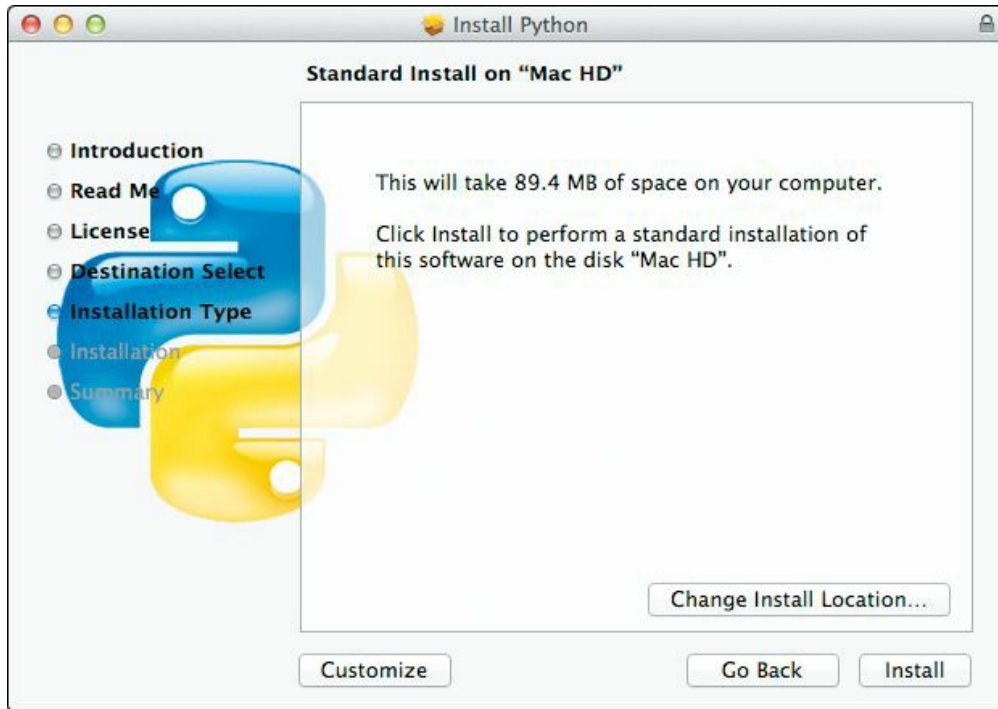 Install Python
Standard Install on “Mac HD”
Introduction
Read Me
License
Destination Select
Installation Type
Installation
Summary
This will take 89.4 MB of space on your computer.
Click Install to perform a standard installation of
this software on the disk “Mac HD”.
Change Install Location...
Customize
Go Back
Install